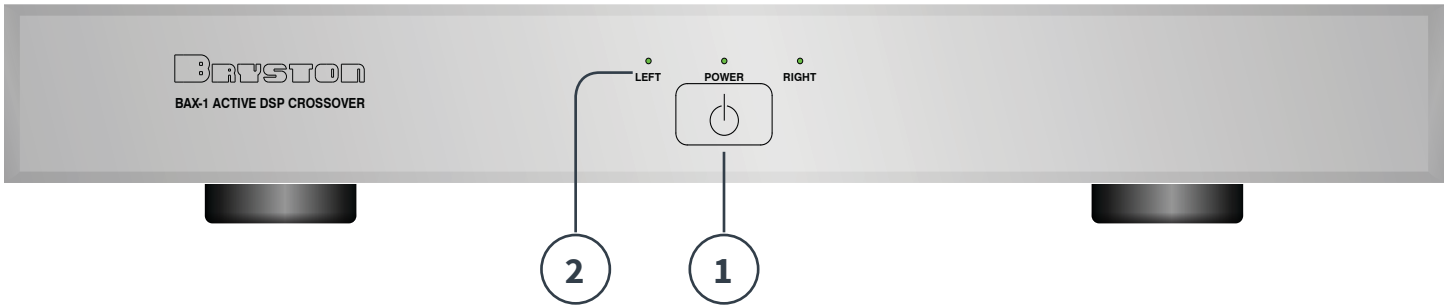 BRYSTON
BAX-1 ACTIVE DSP CROSSOVER
LEFT POWER RIGHT
2 1